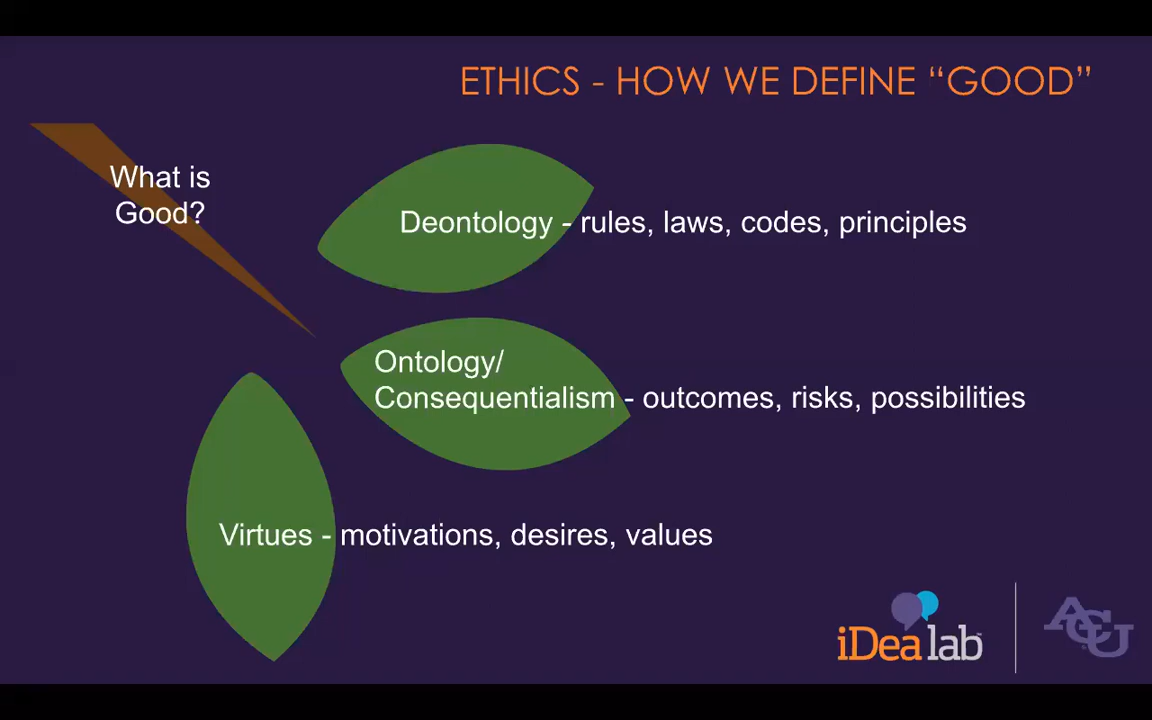 ETHICS - HOW WE DEFINE “GOOD”
What is
Good?
Deontology - rules, laws, codes, principles
Ontology/
Consequentialism - outcomes, risks, possibilities
Virtues - motivations, desires, values
iDea lab™
ACU